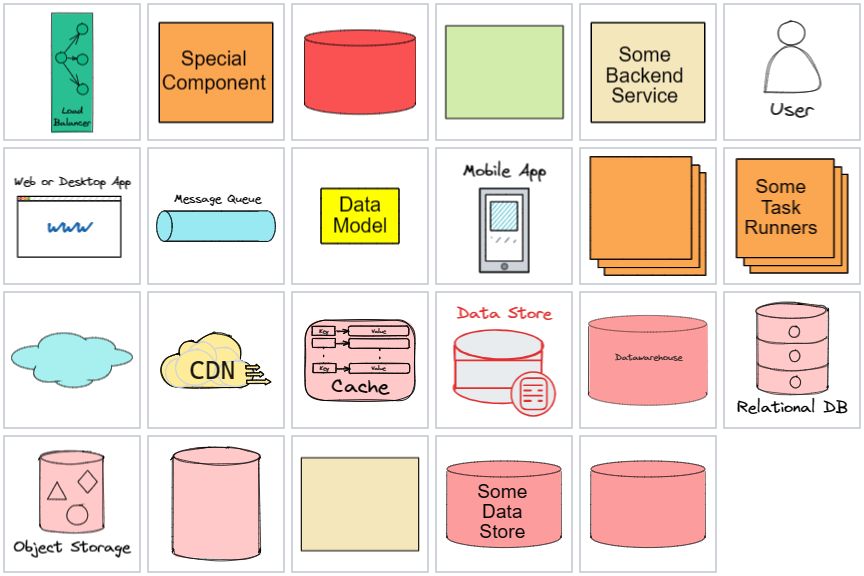 Load
Balancer
Special
Component
Some
Backend
Service
User
Web or Desktop App
www
Message Queue
Data
Model
Mobile App
Some
Task
Runners
CDN
Key
Value
Key
Value
Cache
Data Store
Datawarehouse
Relational DB
Object Storage
Some
Data
Store